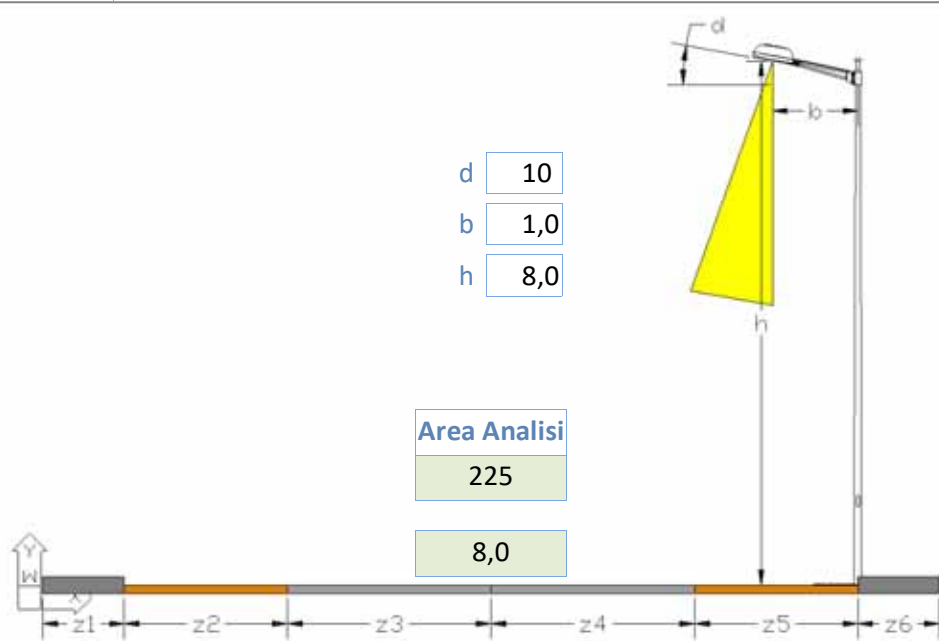 d
b
d 10
b 1,0
h 8,0
h
Area Analisi
225
8,0
Y
W
X
z1 z2 z3 z4 z5 z6